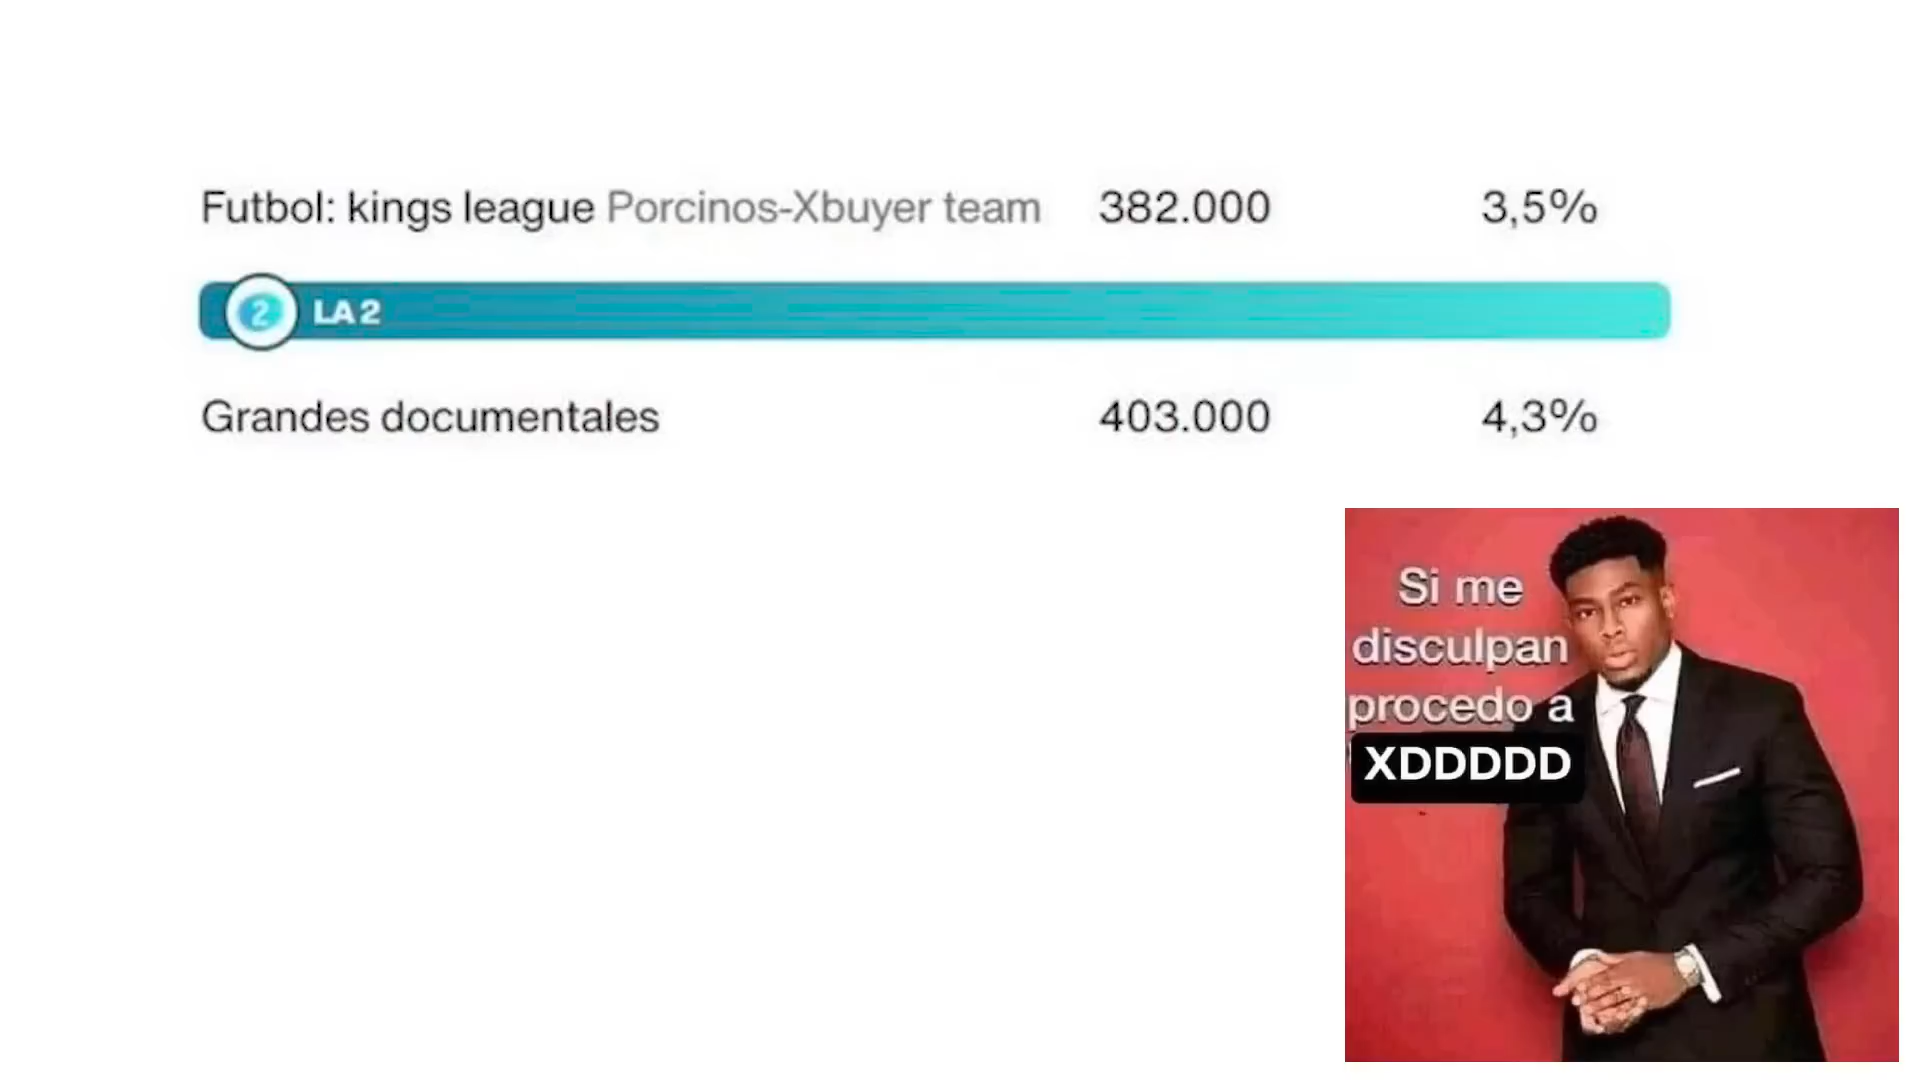 Futbol: kings league Porcinos-Xbuyer team 382.000 3,5%
2 LA 2
Grandes documentales 403.000 4,3%
Si me
disculpan
procedo a
XDDDDD